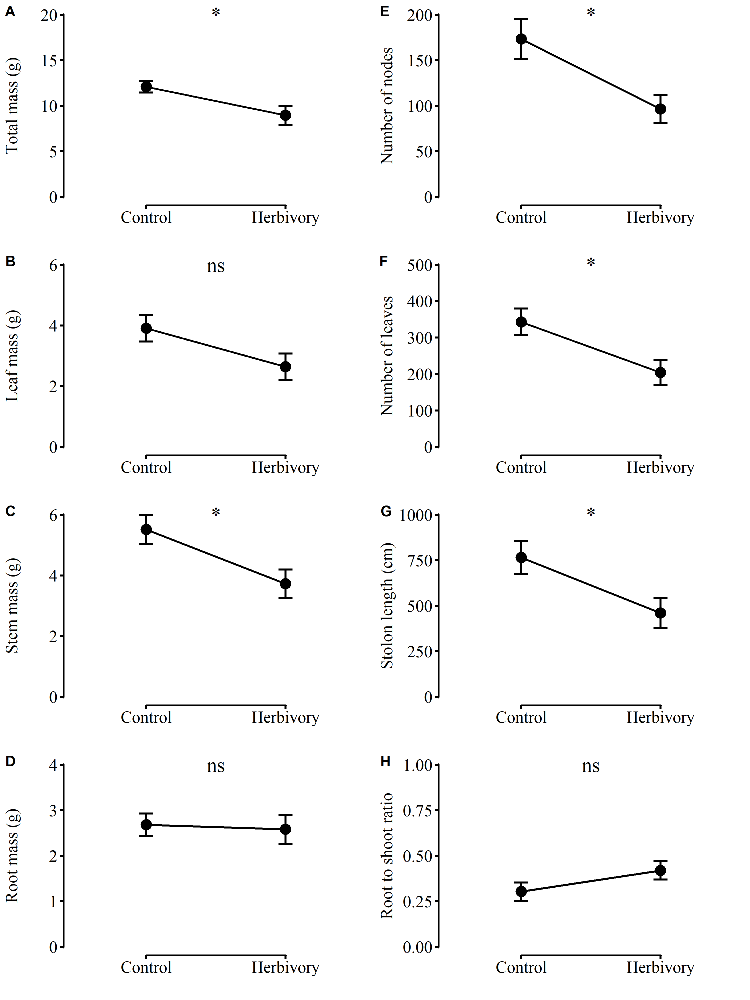 A
*
Total mass (g)
20
15
10
5
0
Control Herbivory
B
ns
Leaf mass (g)
6
4
2
0
Control Herbivory
C
*
Stem mass (g)
6
4
2
0
Control Herbivory
D
ns
Root mass (g)
4
3
2
1
0
Control Herbivory
E
*
Number of nodes
200
150
100
50
0
Control Herbivory
F
*
Number of leaves
500
400
300
200
100
0
Control Herbivory
G
*
Stolon length (cm)
1000
750
500
250
0
Control Herbivory
H
ns
Root to shoot ratio
1.00
0.75
0.50
0.25
0.00
Control Herbivory